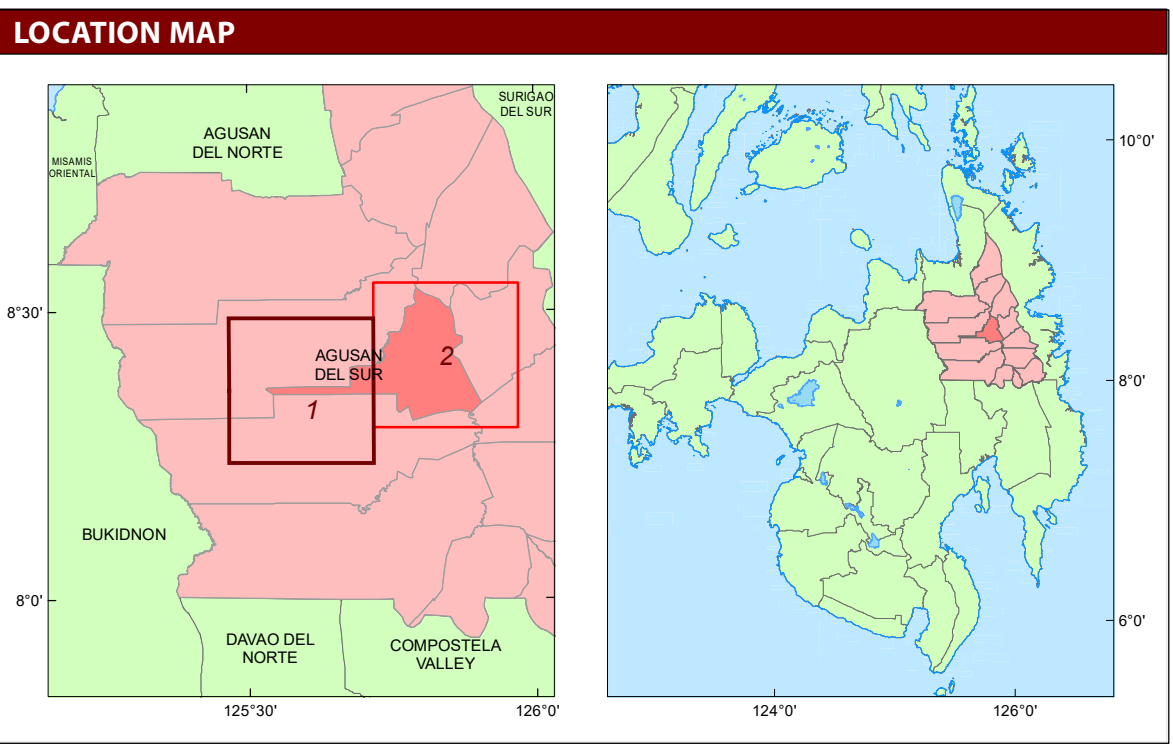 LOCATION MAP
SURIGAO
DEL SUR
AGUSAN
DEL NORTE
MISAMIS
ORIENTAL
8°30'
AGUSAN
DEL SUR
2
1
BUKIDNON
8°0'
DAVAO DEL
NORTE
COMPOSTELA
VALLEY
125°30'
126°0'
10°0'
8°0'
6°0'
124°0'
126°0'